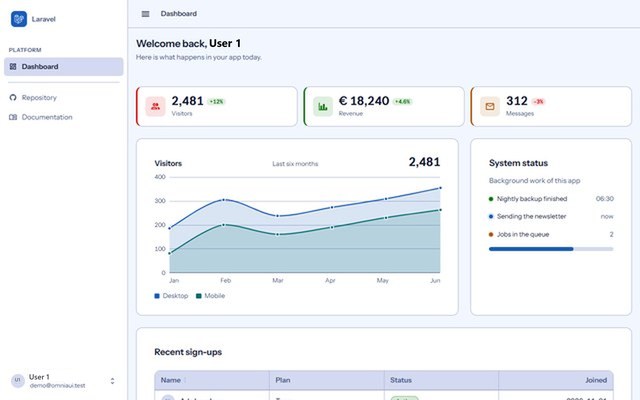 Laravel
Dashboard
PLATFORM
Dashboard
Repository
Documentation
Welcome back, User 1
Here is what happens in your app today.
2,481 +12%
Visitors
€ 18,240 +4.6%
Revenue
312 -3%
Messages
Visitors Last six months 2,481
400
300
200
100
0
Jan Feb Mar Apr May Jun
Desktop Mobile
System status
Background work of this app
Nightly backup finished 06:30
Sending the newsletter now
Jobs in the queue 2
Recent sign-ups
Name Plan Status Joined
U1 User 1
demo@omniaui.test